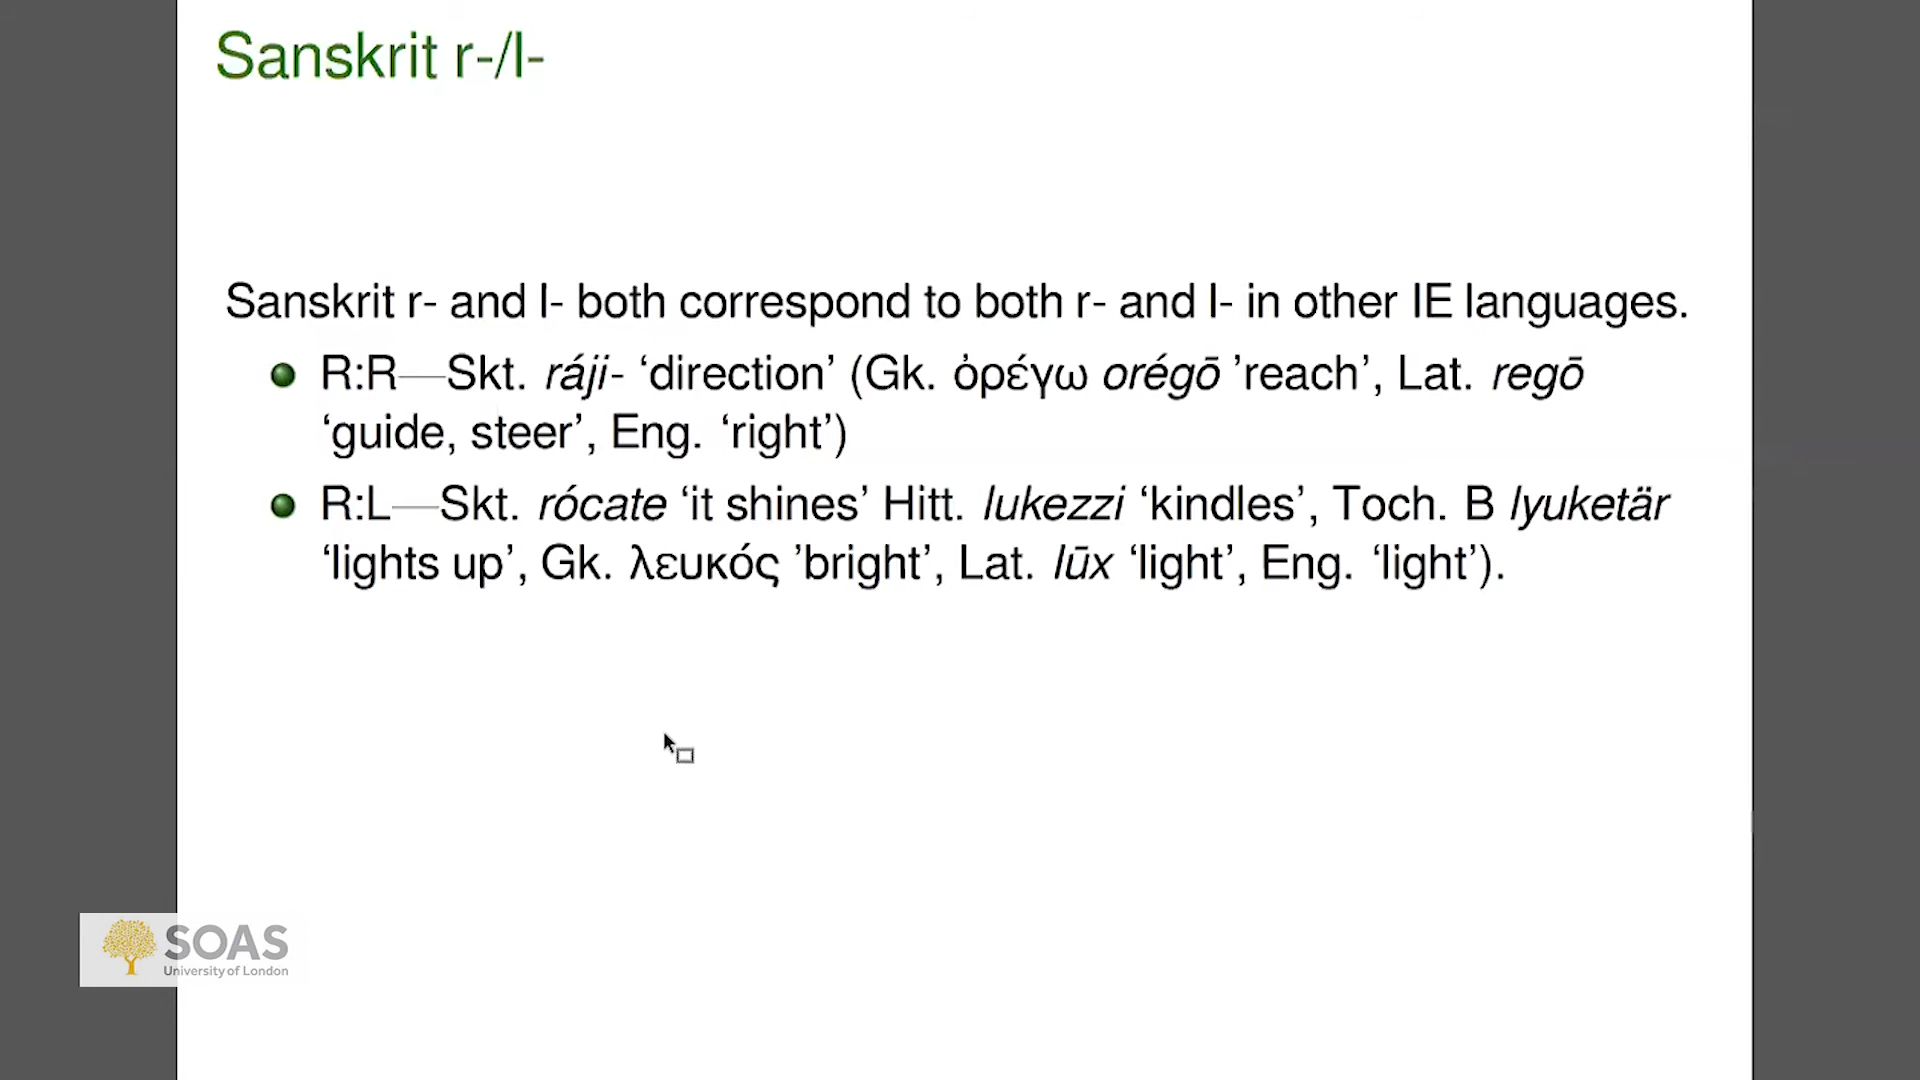 Sanskrit r-/l-
Sanskrit r- and l- both correspond to both r- and l- in other IE languages.
R:R—Skt. ráji- ‘direction’ (Gk. ὀρέγω orégō ’reach’, Lat. regō
‘guide, steer’, Eng. ‘right’)
R:L—Skt. rócate ‘it shines’ Hitt. lukezzi ‘kindles’, Toch. B lyuketär
‘lights up’, Gk. λευκός ’bright’, Lat. lūx ‘light’, Eng. ‘light’).
SOAS
University of London